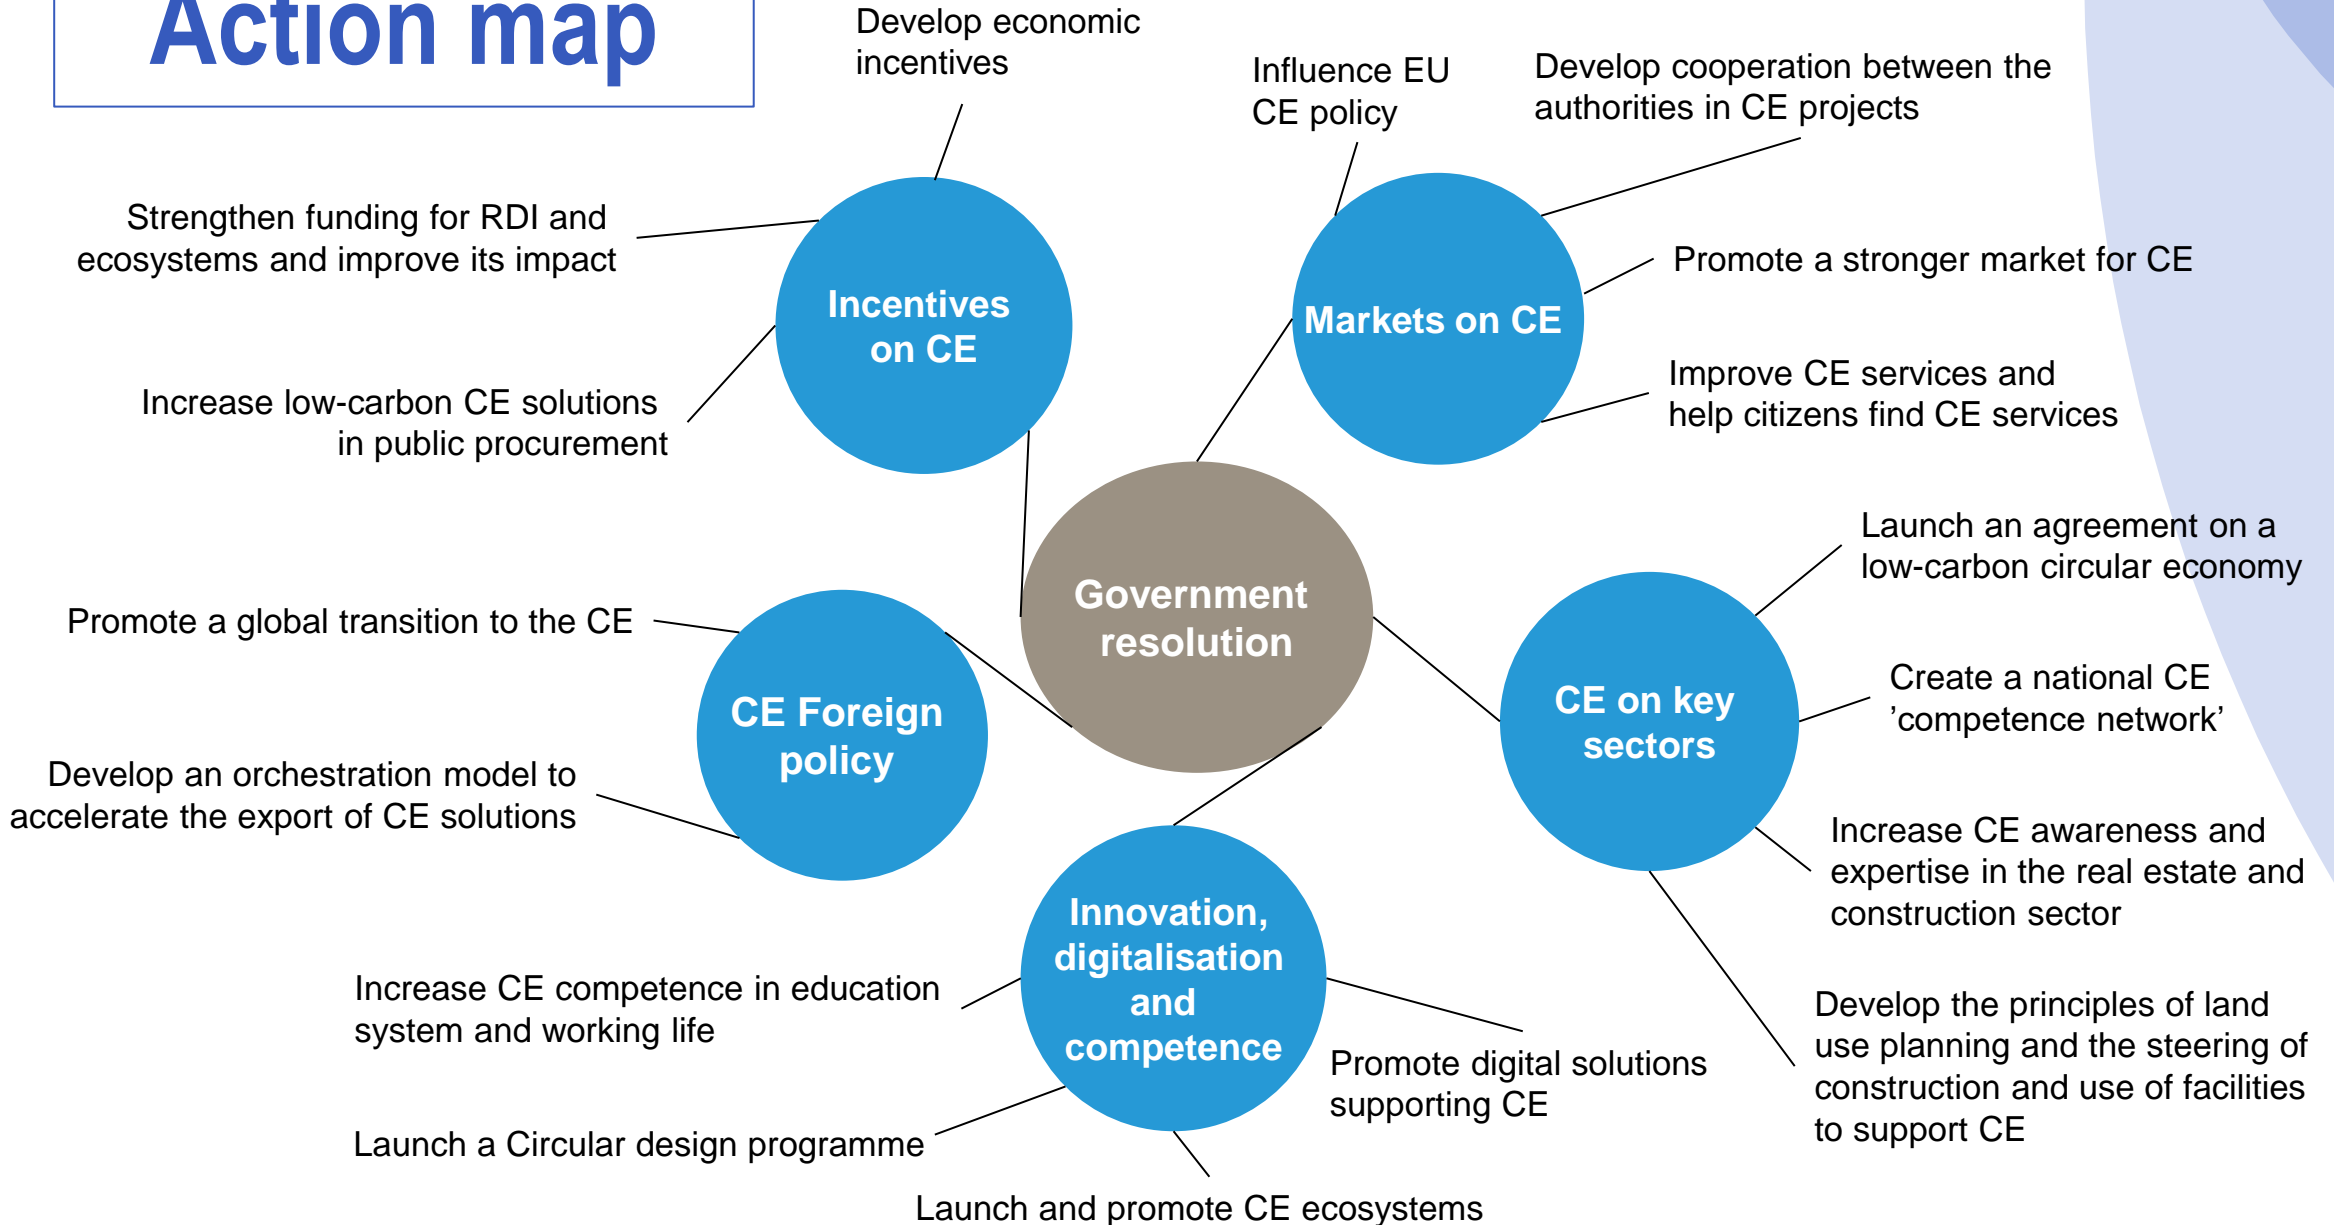 Action map
Develop economic
incentives
Influence EU
CE policy
Develop cooperation between the
authorities in CE projects
Strengthen funding for RDI and
ecosystems and improve its impact
Promote a stronger market for CE
Incentives
on CE
Markets on CE
Increase low-carbon CE solutions
in public procurement
Improve CE services and
help citizens find CE services
Launch an agreement on a
low-carbon circular economy
Government
resolution
Promote a global transition to the CE
CE Foreign
policy
CE on key
sectors
Create a national CE
’competence network’
Develop an orchestration model to
accelerate the export of CE solutions
Increase CE awareness and
expertise in the real estate and
construction sector
Innovation,
digitalisation
and
competence
Increase CE competence in education
system and working life
Promote digital solutions
supporting CE
Develop the principles of land
use planning and the steering of
construction and use of facilities
to support CE
Launch a Circular design programme
Launch and promote CE ecosystems